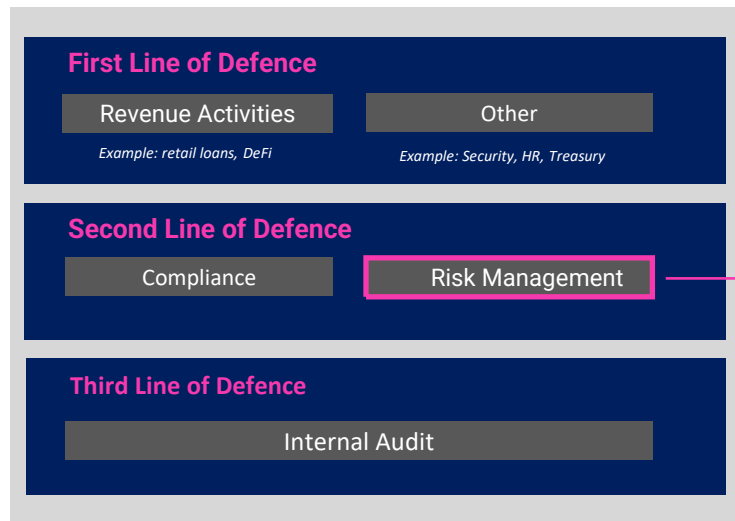 First Line of Defence
Revenue Activities
Other
Example: retail loans, DeFi
Example: Security, HR, Treasury
Second Line of Defence
Compliance
Risk Management
Third Line of Defence
Internal Audit